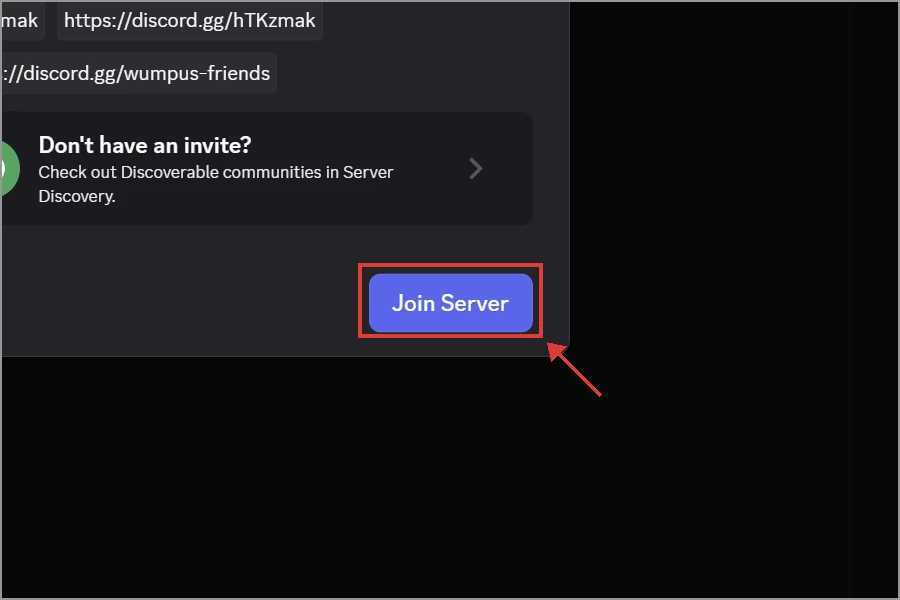 mak https://discord.gg/hTKzmak
://discord.gg/wumpus-friends
Don't have an invite?
Check out Discoverable communities in Server
Discovery.
Join Server